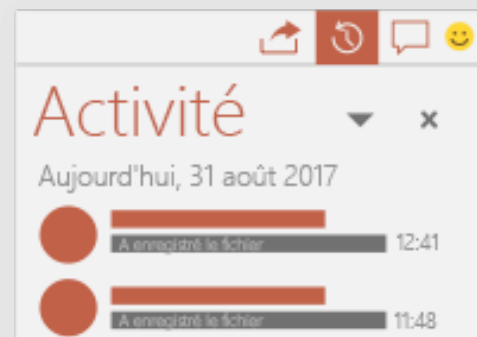 Activité
Aujourd'hui, 31 août 2017
A enregistré le fichier 12:41
A enregistré le fichier 11:48